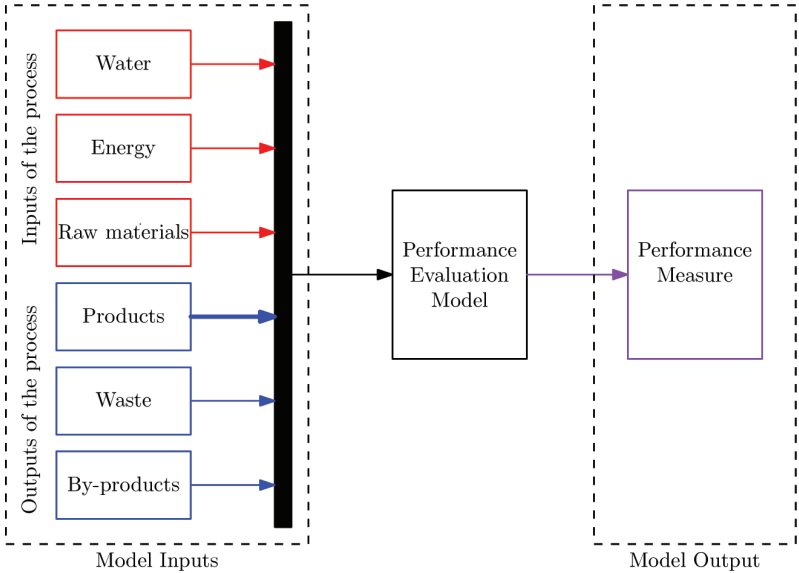 Inputs of the process
Water
Energy
Raw materials
Outputs of the process
Products
Waste
By-products
Model Inputs
Performance
Evaluation
Model
Performance
Measure
Model Output